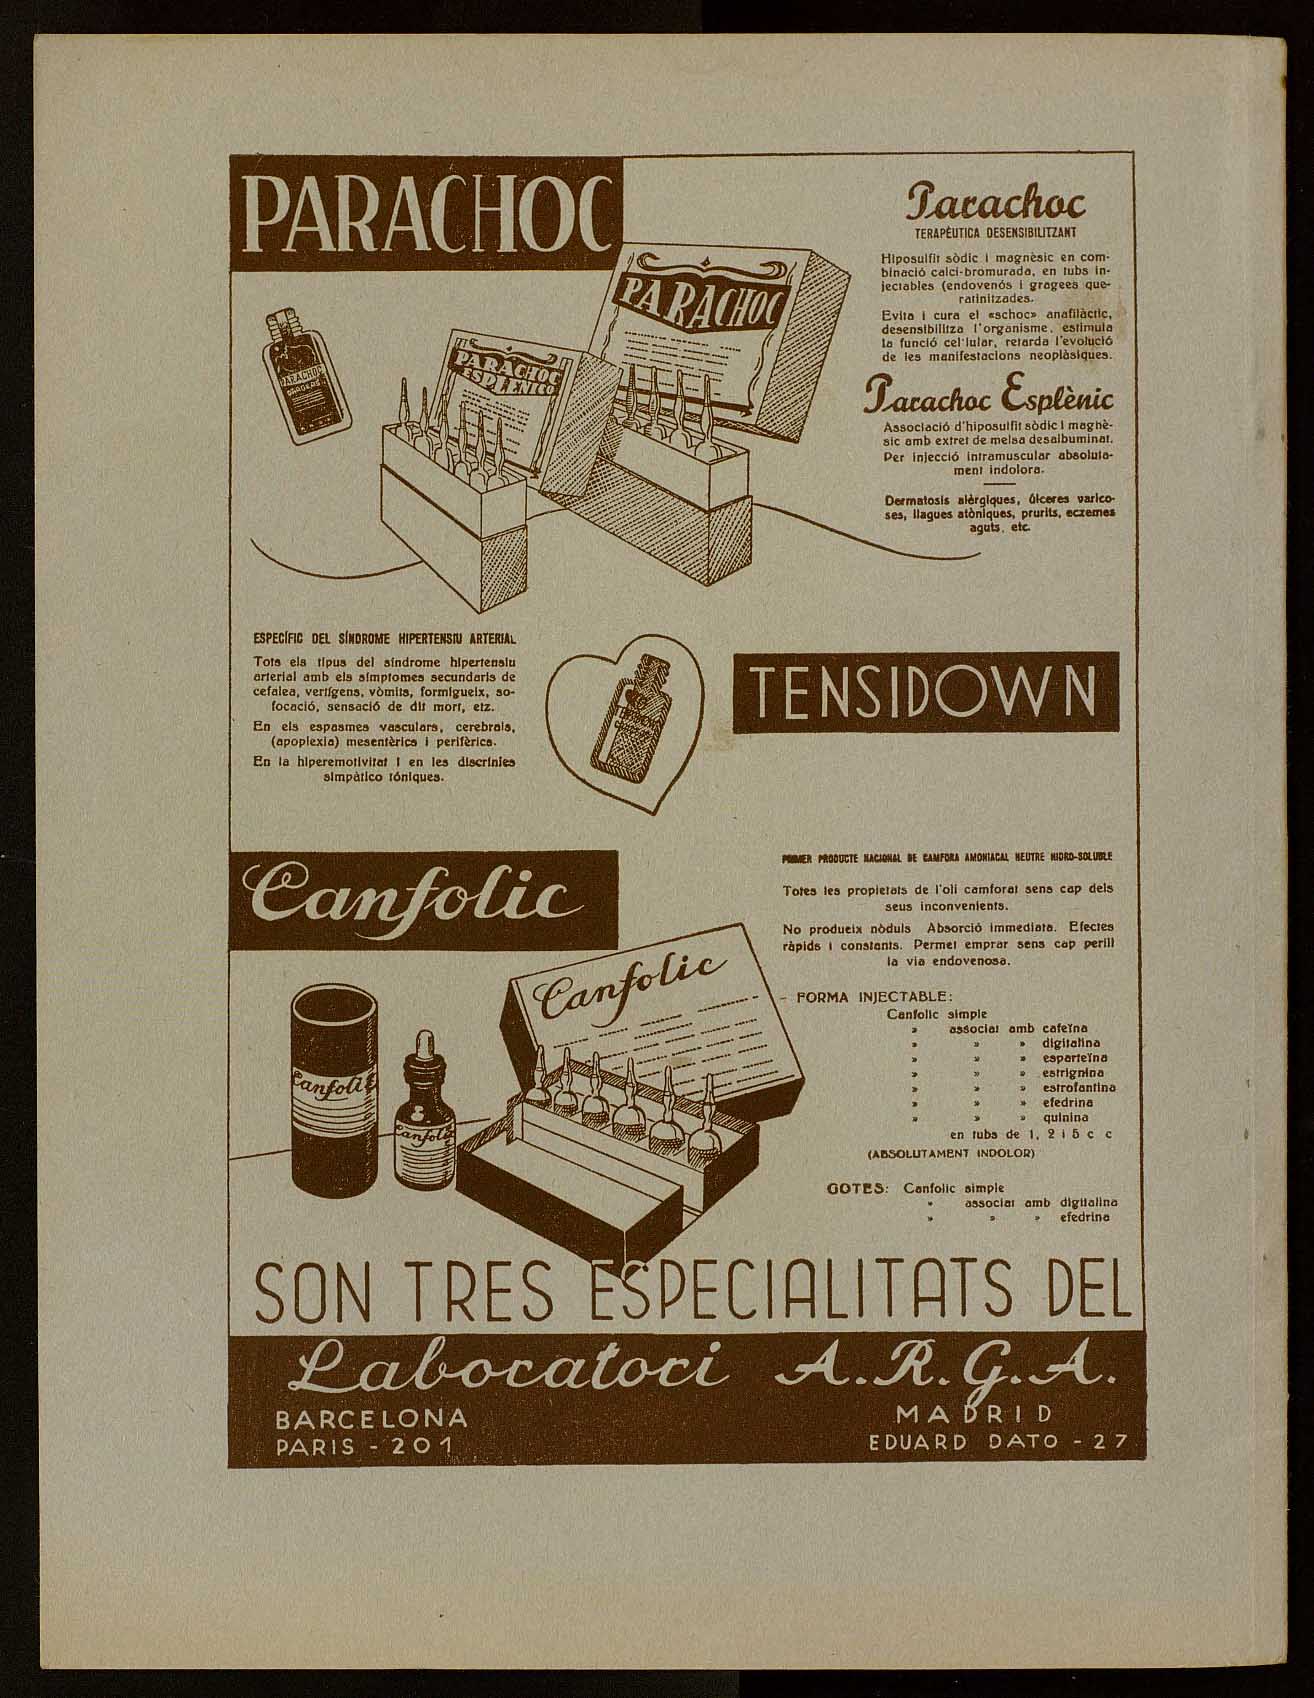 PARACHOC
Parachoc
TERAPÈUTICA DESENSIBILITZANT
Hiposulfit sòdic i magnèsic en com-
binació calci-bromurada, en tubs in-
jectables (endovenós i gragees que-
ratinitzades.
Evita i cura el «schoc» anafilàctic,
desensibilitza l'organisme, estimula
la funció cel·lular, retarda l'evolució
de les manifestacions neoplàsiques.
PARACHOC
PARACHOC
ESPLENICO
PARACHOC
GRAGERS
Parachoc Esplènic
Associació d'hiposulfit sòdic i magnè-
sic amb extret de melsa desalbuminat.
Per injecció intramuscular absoluta-
ment indolora.
Dermatosis alèrgiques, úlceres varico-
ses, llagues atòniques, prurits, eczemes
aguts, etc.
ESPECÍFIC DEL SÍNDROME HIPERTENSIU ARTERIAL
Tots els tipus del síndrome hipertensiu
arterial amb els símptomes secundaris de
cefalea, vertígens, vòmits, formigueix, so-
focació, sensació de dit mort, etz.
En els espasmes vasculars, cerebrals,
(apoplexia) mesentèrics i perifèrics.
En la hiperemotivitat i en les discrinies
simpàtico tòniques.
TENSIDOWN
Canfolic
PRIMER PRODUCTE NACIONAL DE CAMFORA AMONIACAL NEUTRE HIDRO-SOLUBLE
Totes les propietats de l'oli camforat sens cap dels
seus inconvenients.
No produeix nòduls Absorció immediata. Efectes
ràpids i constants. Permet emprar sens cap perill
la via endovenosa.
Canfolic
Canfolic
Canfolic
- FORMA INJECTABLE:
Canfolic simple
» associat amb cafeïna
» » » digitalina
» » » esparteïna
» » » estrignina
» » » estrofantina
» » » efedrina
» » » quinina
en tubs de 1, 2 i 5 c c
(ABSOLUTAMENT INDOLOR)
GOTES: Canfolic simple
» associat amb digitalina
» » » efedrina
SON TRES ESPECIALITATS DEL
Laboratori A.R.G.A.
BARCELONA
PARIS - 201
MADRID
EDUARD DATO - 27